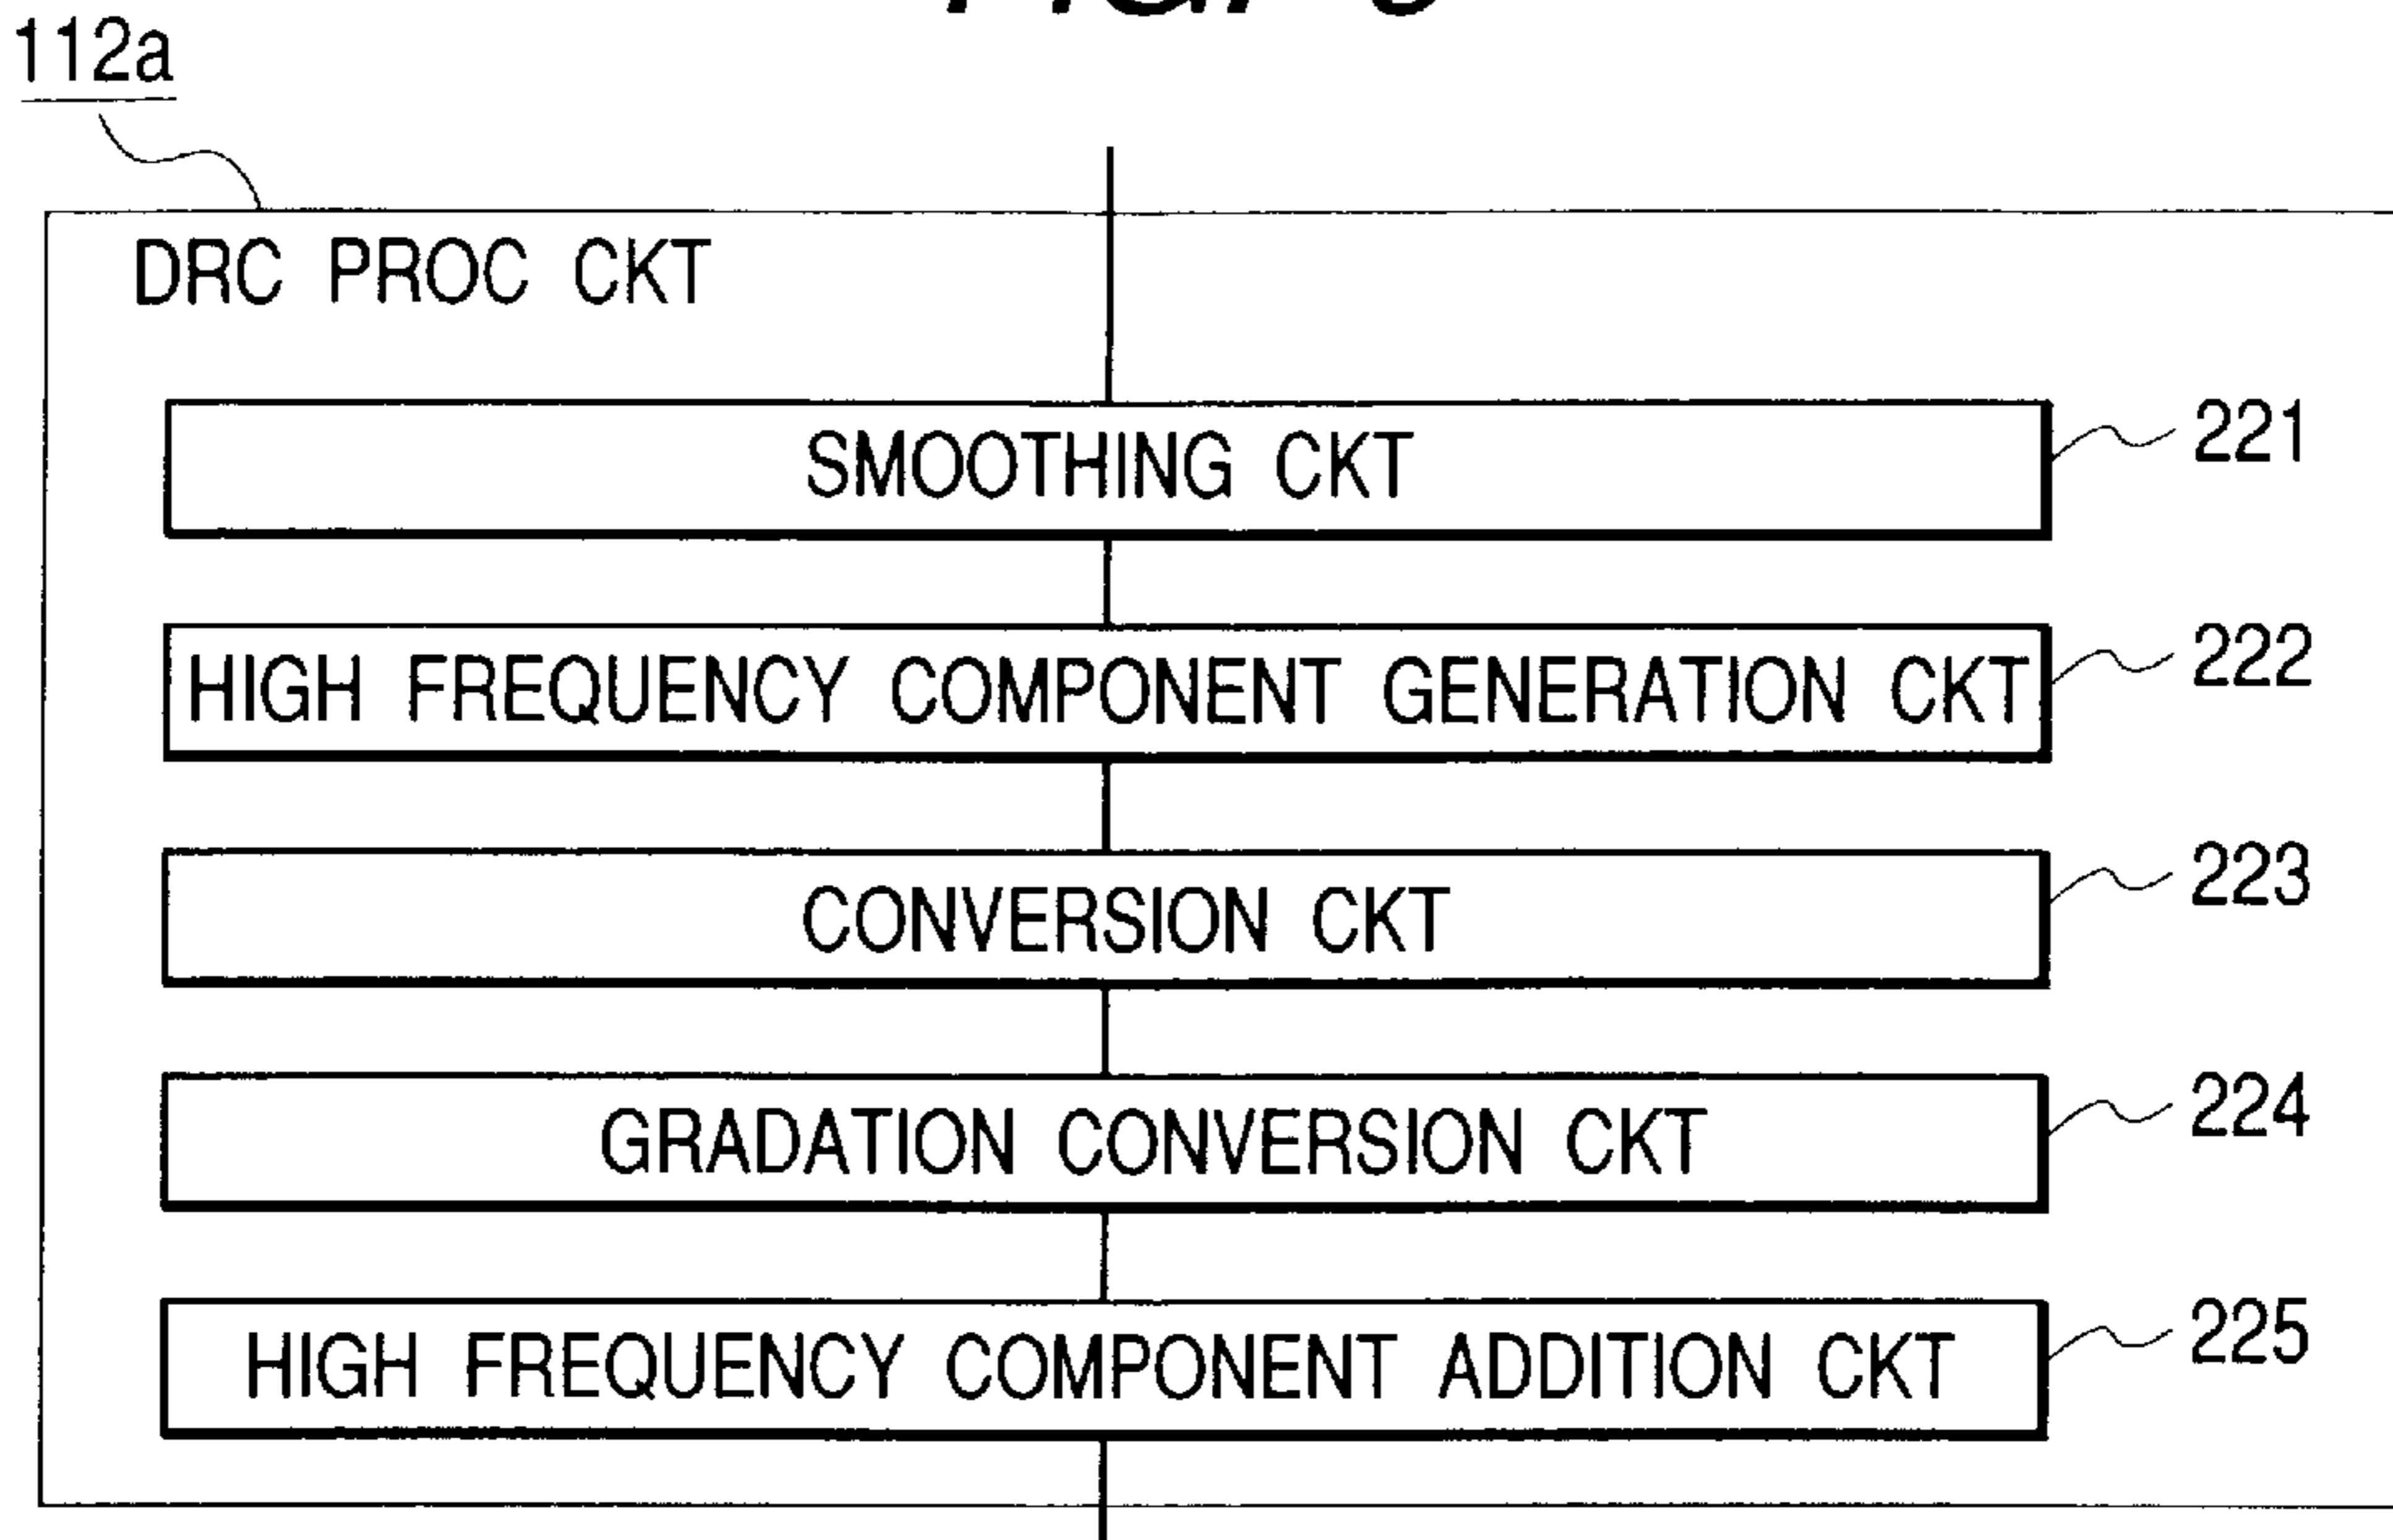 112a
DRC PROC CKT
SMOOTHING CKT
221
HIGH FREQUENCY COMPONENT GENERATION CKT
222
CONVERSION CKT
223
GRADATION CONVERSION CKT
224
HIGH FREQUENCY COMPONENT ADDITION CKT
225